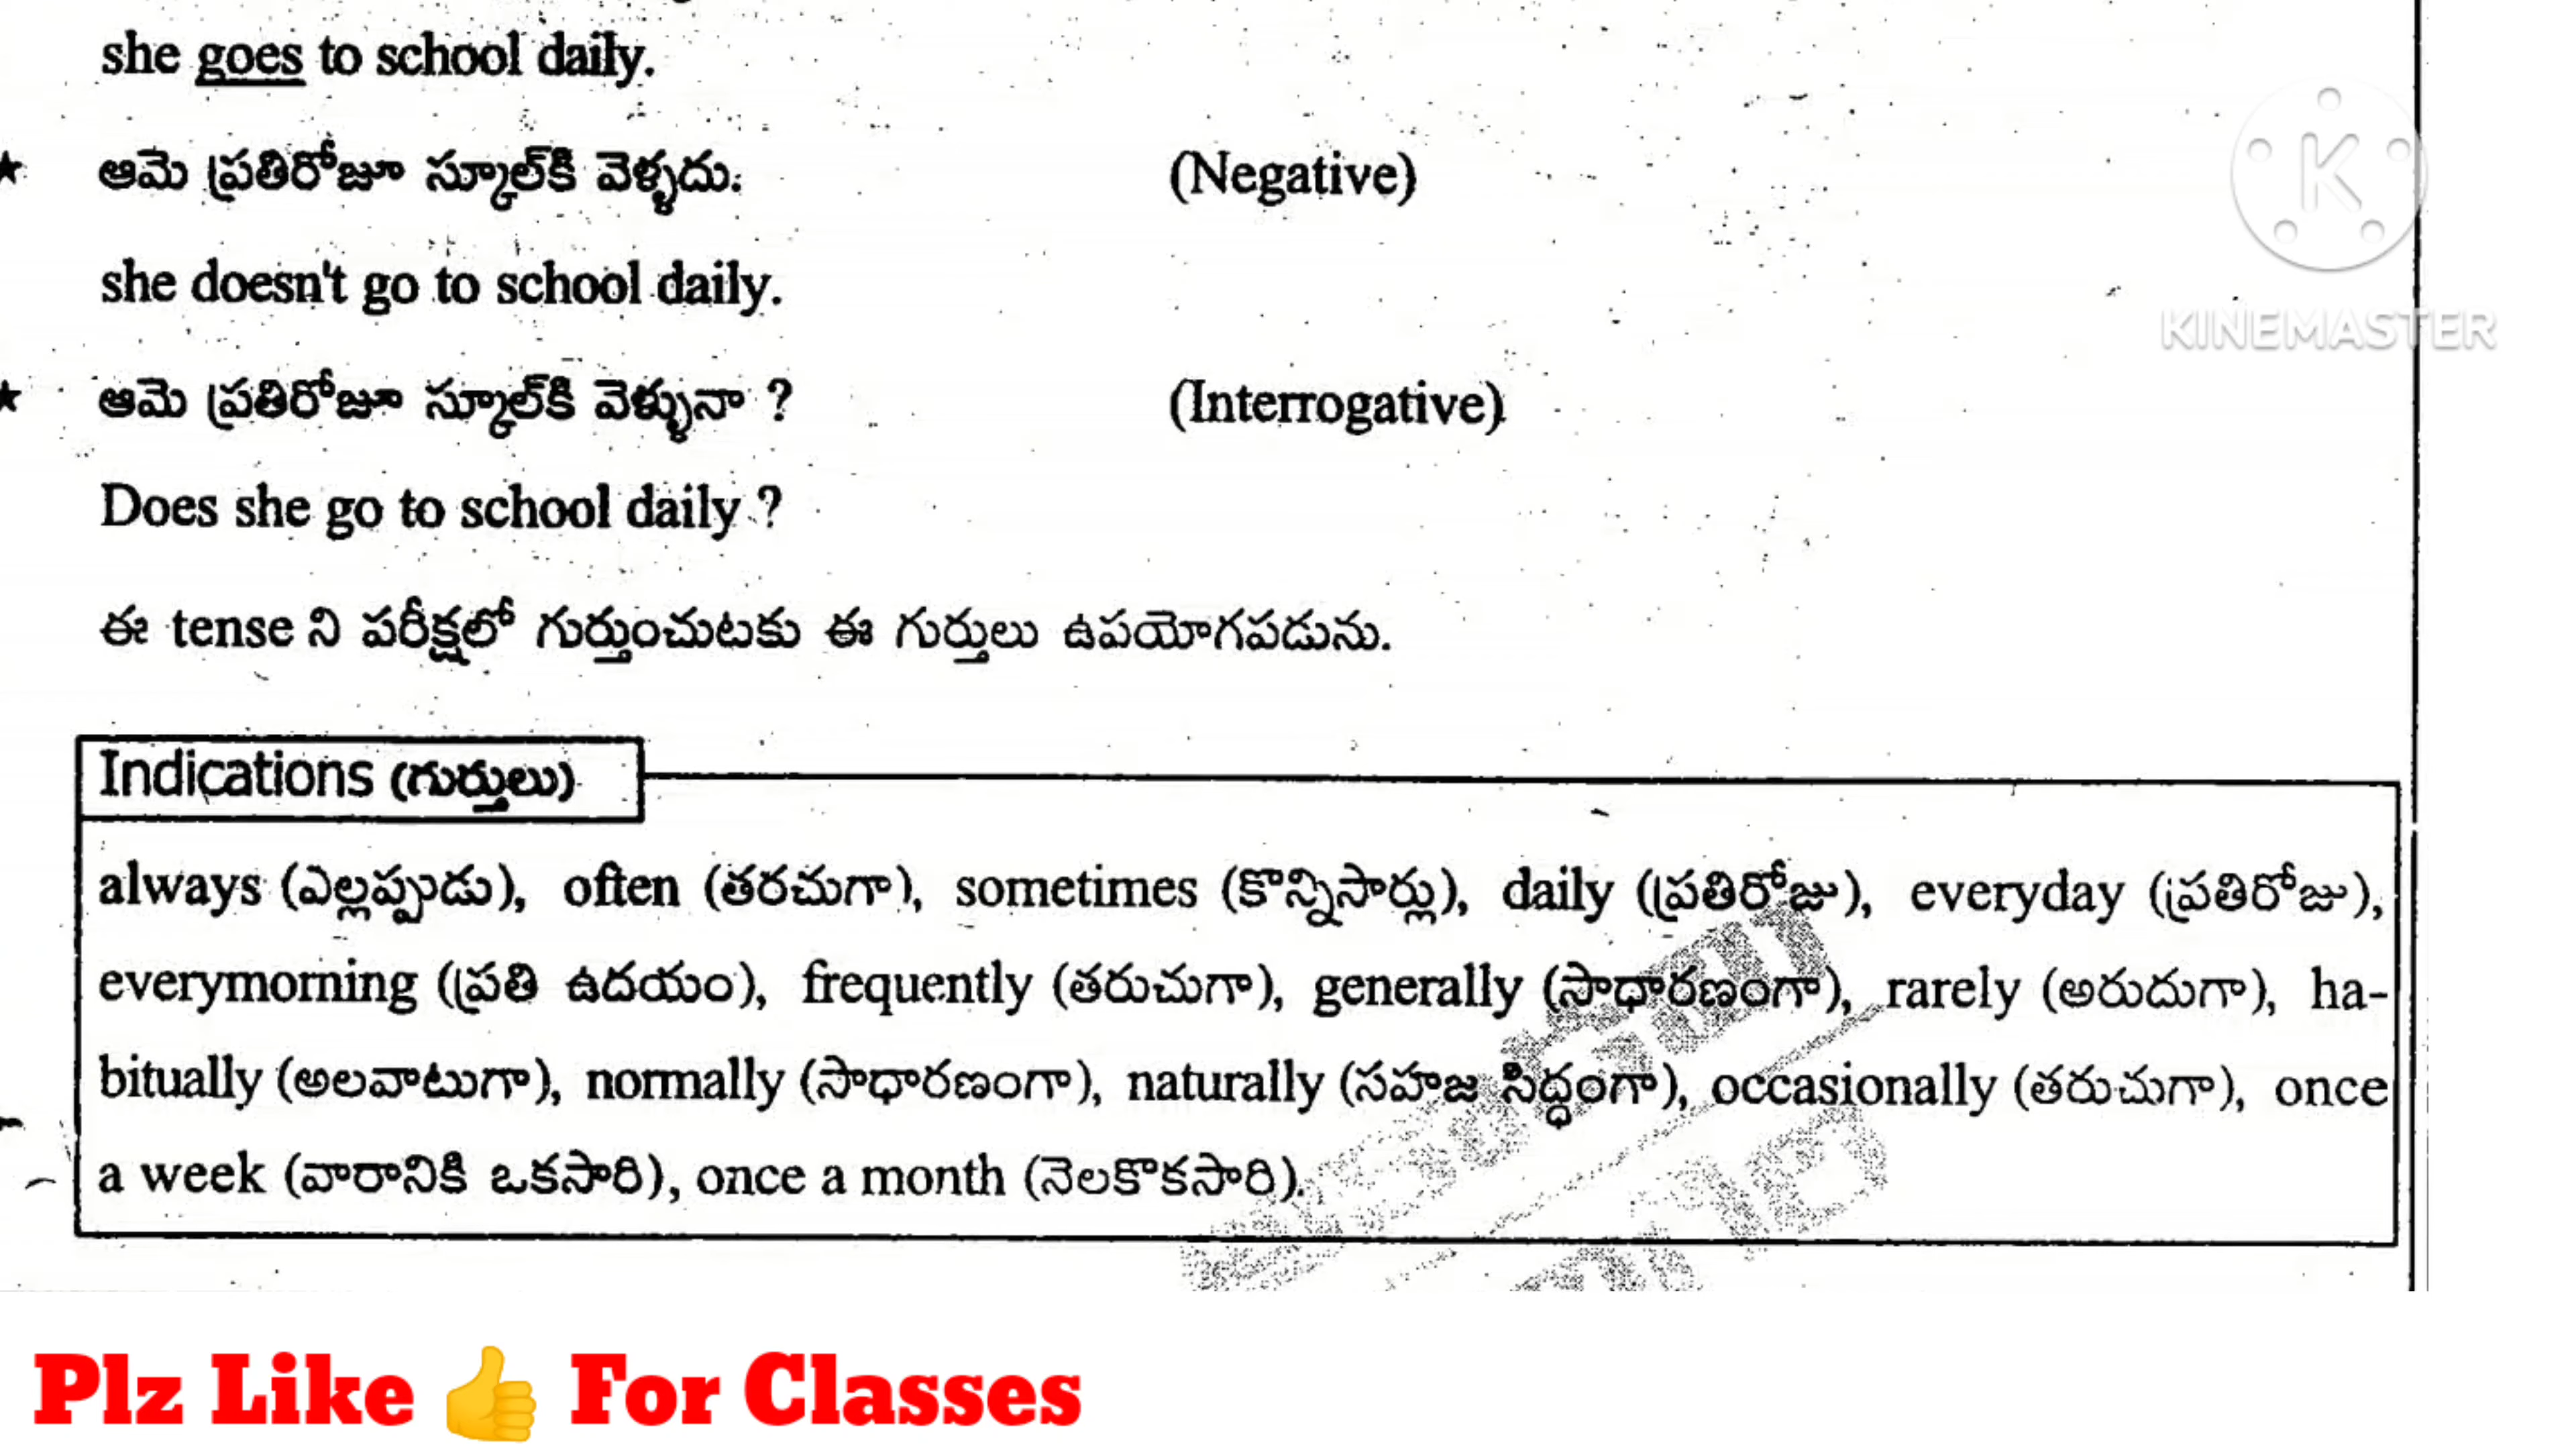 she goes to school daily.
★ ఆమె ప్రతిరోజూ స్కూల్‌కి వెళ్ళదు. (Negative)
she doesn't go to school daily.
★ ఆమె ప్రతిరోజూ స్కూల్‌కి వెళ్ళునా ? (Interrogative)
Does she go to school daily ?
ఈ tense ని పరీక్షలో గుర్తుంచుటకు ఈ గుర్తులు ఉపయోగపడును.
Indications (గుర్తులు)
always (ఎల్లప్పుడు), often (తరచుగా), sometimes (కొన్నిసార్లు), daily (ప్రతిరోజు), everyday (ప్రతిరోజు),
everymorning (ప్రతి ఉదయం), frequently (తరుచుగా), generally (సాధారణంగా), rarely (అరుదుగా), ha-
bitually (అలవాటుగా), normally (సాధారణంగా), naturally (సహజ సిద్ధంగా), occasionally (తరుచుగా), once
a week (వారానికి ఒకసారి), once a month (నెలకొకసారి).
KINEMASTER
Plz Like 👍 For Classes